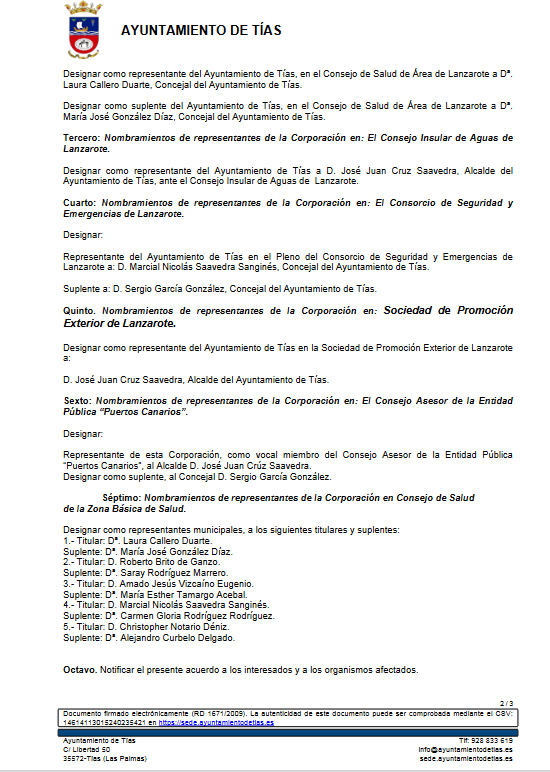 AYUNTAMIENTO DE TÍAS
Designar como representante del Ayuntamiento de Tías, en el Consejo de Salud de Área de Lanzarote a Dª.
Laura Callero Duarte, Concejal del Ayuntamiento de Tías.
Designar como suplente del Ayuntamiento de Tías, en el Consejo de Salud de Área de Lanzarote a Dª.
María José González Díaz, Concejal del Ayuntamiento de Tías.
Tercero: Nombramientos de representantes de la Corporación en: El Consejo Insular de Aguas de
Lanzarote.
Designar como representante del Ayuntamiento de Tías a D. José Juan Cruz Saavedra, Alcalde del
Ayuntamiento de Tías, ante el Consejo Insular de Aguas de Lanzarote.
Cuarto: Nombramientos de representantes de la Corporación en: El Consorcio de Seguridad y
Emergencias de Lanzarote.
Designar:
Representante del Ayuntamiento de Tías en el Pleno del Consorcio de Seguridad y Emergencias de
Lanzarote a: D. Marcial Nicolás Saavedra Sanginés, Concejal del Ayuntamiento de Tías.
Suplente a: D. Sergio García González, Concejal del Ayuntamiento de Tías.
Quinto. Nombramientos de representantes de la Corporación en: Sociedad de Promoción
Exterior de Lanzarote.
Designar como representante del Ayuntamiento de Tías en la Sociedad de Promoción Exterior de Lanzarote
a:
D. José Juan Cruz Saavedra, Alcalde del Ayuntamiento de Tías.
Sexto: Nombramientos de representantes de la Corporación en: El Consejo Asesor de la Entidad
Pública “Puertos Canarios”.
Designar:
Representante de esta Corporación, como vocal miembro del Consejo Asesor de la Entidad Pública
“Puertos Canarios”, al Alcalde D. José Juan Crúz Saavedra.
Designar como suplente, al Concejal D. Sergio García González.
Séptimo: Nombramientos de representantes de la Corporación en Consejo de Salud
de la Zona Básica de Salud.
Designar como representantes municipales, a los siguientes titulares y suplentes:
1.- Titular: Dª. Laura Callero Duarte.
Suplente: Dª. María José González Díaz.
2.- Titular: D. Roberto Brito de Ganzo.
Suplente: Dª. Saray Rodríguez Marrero.
3.- Titular: D. Amado Jesús Vizcaíno Eugenio.
Suplente: Dª. María Esther Tamargo Acebal.
4.- Titular: D. Marcial Nicolás Saavedra Sanginés.
Suplente: Dª. Carmen Gloria Rodríguez Rodríguez.
5.- Titular: D. Christopher Notario Déniz.
Suplente: Dª. Alejandro Curbelo Delgado.
Octavo. Notificar el presente acuerdo a los interesados y a los organismos afectados.
2 / 3
Documento firmado electrónicamente (RD 1671/2009). La autenticidad de este documento puede ser comprobada mediante el CSV:
14614113015240235421 en https://sede.ayuntamientodetias.es
Ayuntamiento de Tías
Tlf: 928 833 619
C/ Libertad 50
info@ayuntamientodetias.es
35572-Tías (Las Palmas)
sede.ayuntamientodetias.es